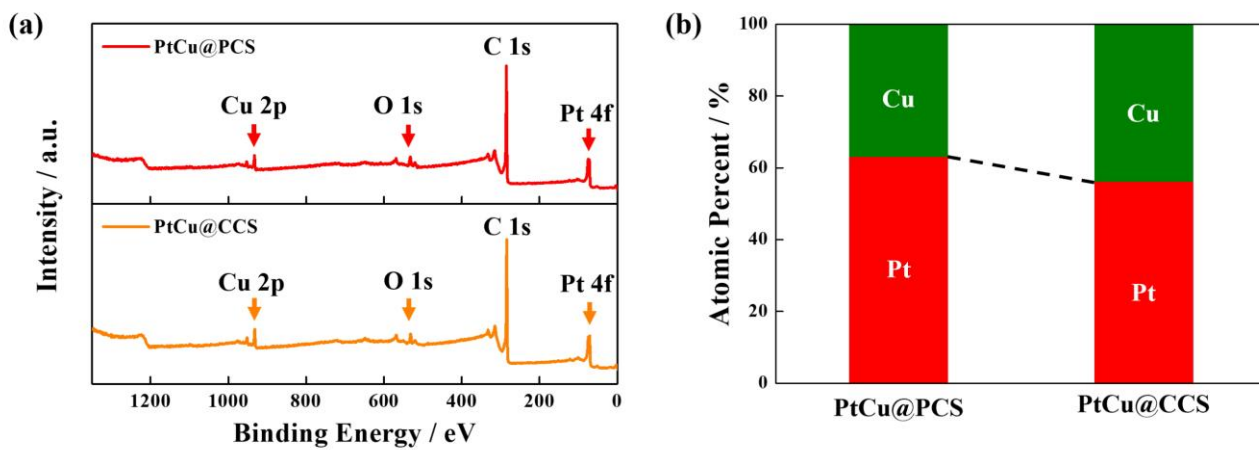 (a)
PtCu@PCS
C 1s
Cu 2p
O 1s
Pt 4f
PtCu@CCS
C 1s
Cu 2p
O 1s
Pt 4f
Intensity / a.u.
1200
1000
800
600
400
200
0
Binding Energy / eV
(b)
100
80
60
40
20
0
Atomic Percent / %
Cu
Cu
Pt
Pt
PtCu@PCS
PtCu@CCS